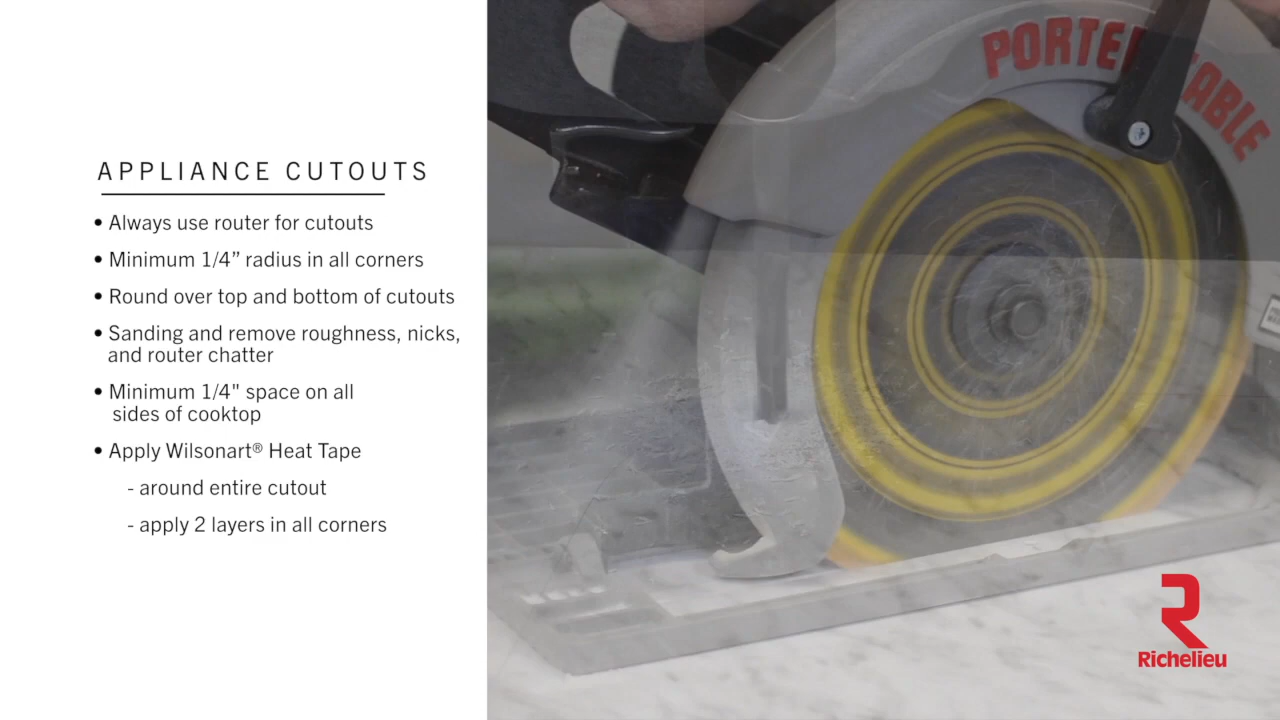 APPLIANCE CUTOUTS
• Always use router for cutouts
• Minimum 1/4” radius in all corners
• Round over top and bottom of cutouts
• Sanding and remove roughness, nicks,
and router chatter
• Minimum 1/4" space on all
sides of cooktop
• Apply Wilsonart® Heat Tape
- around entire cutout
- apply 2 layers in all corners
Richelieu